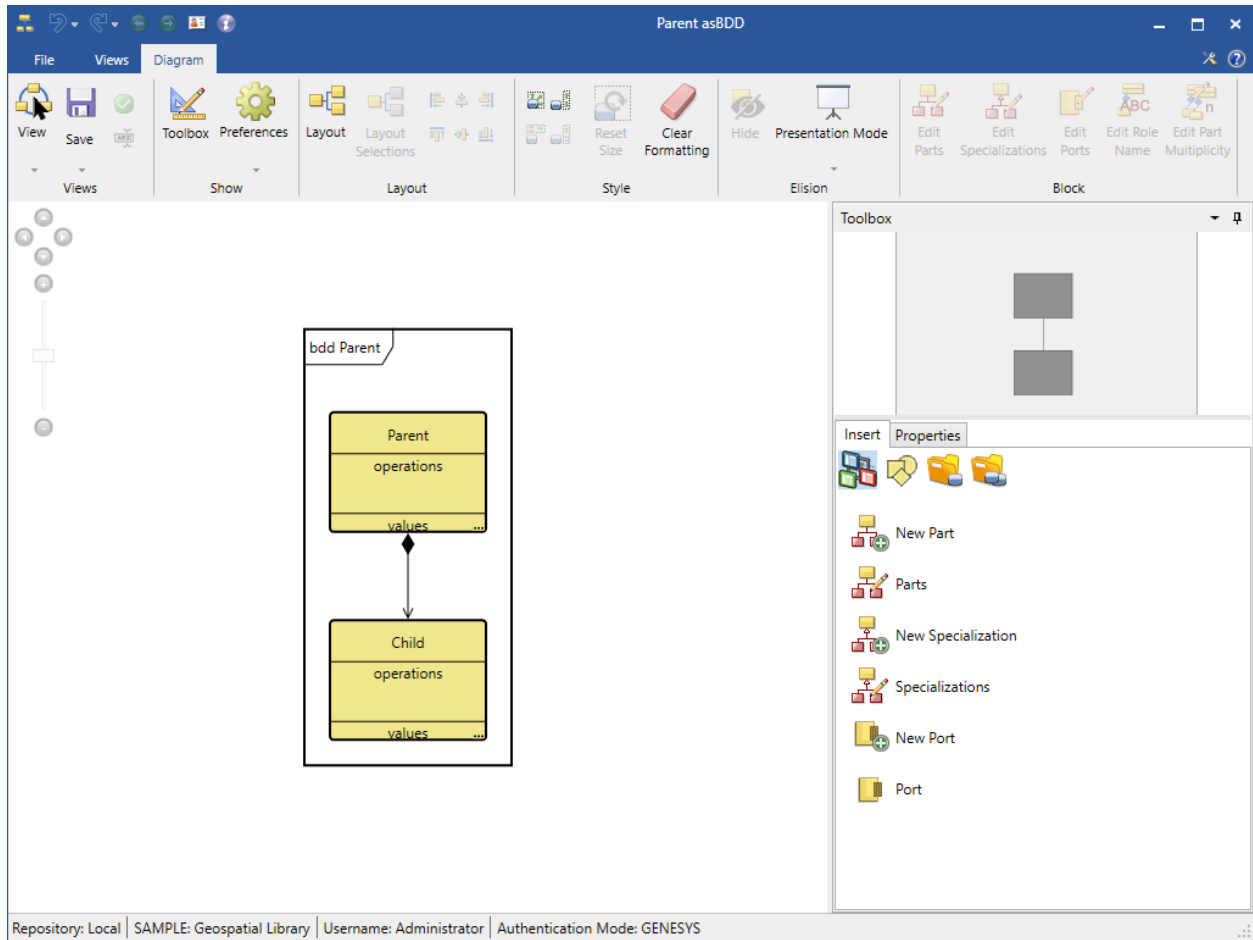 Parent asBDD
File Views Diagram
View Save Toolbox Preferences Layout Layout Selections Reset Size Clear Formatting Hide Presentation Mode Edit Parts Edit Specializations Edit Ports Edit Role Name Edit Part Multiplicity
Views Show Layout Style Elision Block
Toolbox
bdd Parent
Parent
operations
values ...
Child
operations
values ...
Insert Properties
New Part
Parts
New Specialization
Specializations
New Port
Port
Repository: Local SAMPLE: Geospatial Library Username: Administrator Authentication Mode: GENESYS